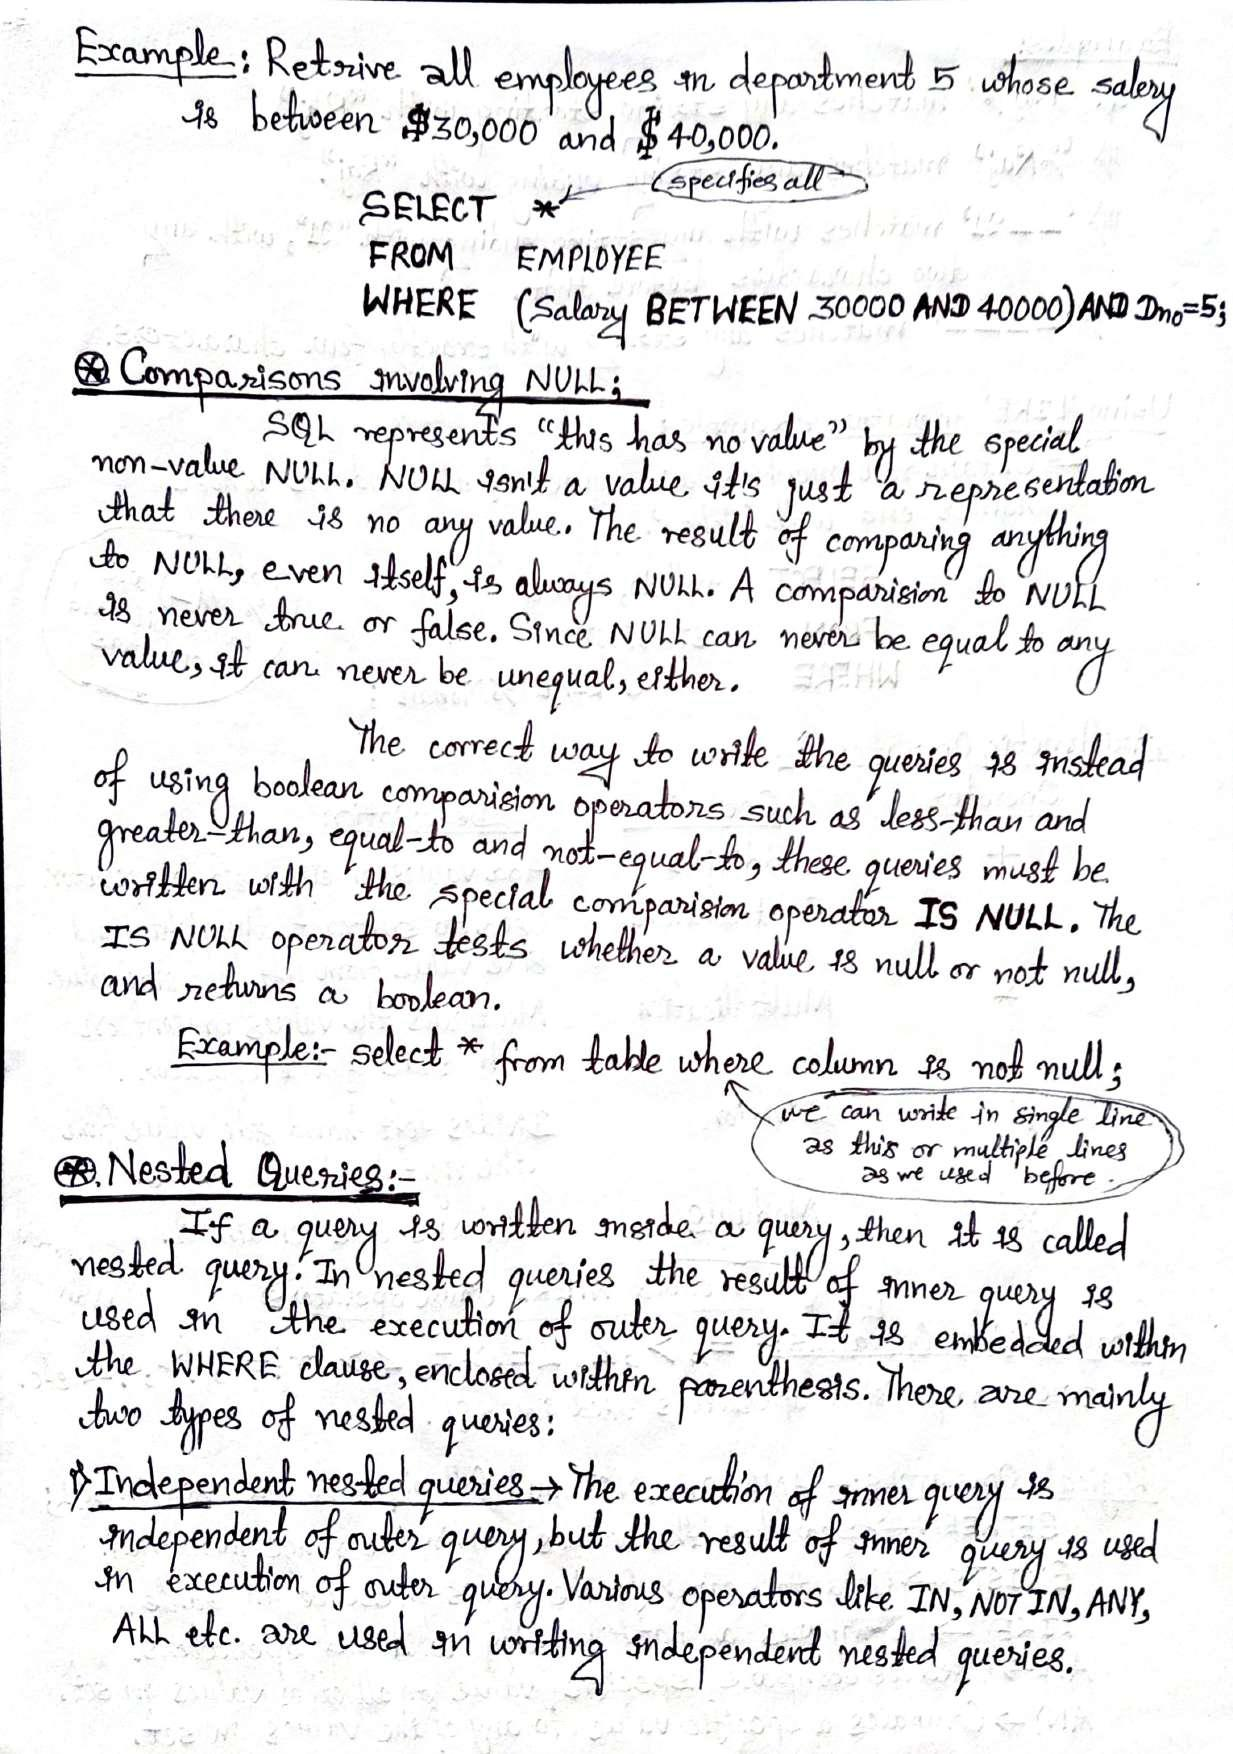 Example: Retrive all employees in department 5 whose salery
is between $30,000 and $40,000.
specifies all
SELECT *
FROM EMPLOYEE
WHERE (Salary BETWEEN 30000 AND 40000) AND Dno=5;
⊛ Comparisons involving NULL:
SQL represents “this has no value” by the special
non-value NULL. NULL isn't a value it's just a representation
that there is no any value. The result of comparing anything
to NULL, even itself, is always NULL. A comparision to NULL
is never true or false. Since NULL can never be equal to any
value, it can never be unequal, either.
The correct way to write the queries is instead
of using boolean comparision operators such as less-than and
greater-than, equal-to and not-equal-to, these queries must be
written with the special comparision operator IS NULL. The
IS NULL operator tests whether a value is null or not null,
and returns a boolean.
Example:- select * from table where column is not null;
we can write in single line
as this or multiple lines
as we used before.
⊛. Nested Queries:-
If a query is written inside a query, then it is called
nested query. In nested queries the result of inner query is
used in the execution of outer query. It is embedded within
the WHERE clause, enclosed within parenthesis. There are mainly
two types of nested queries:
i) Independent nested queries → The execution of inner query is
independent of outer query, but the result of inner query is used
in execution of outer query. Various operators like IN, NOT IN, ANY,
ALL etc. are used in writing independent nested queries.